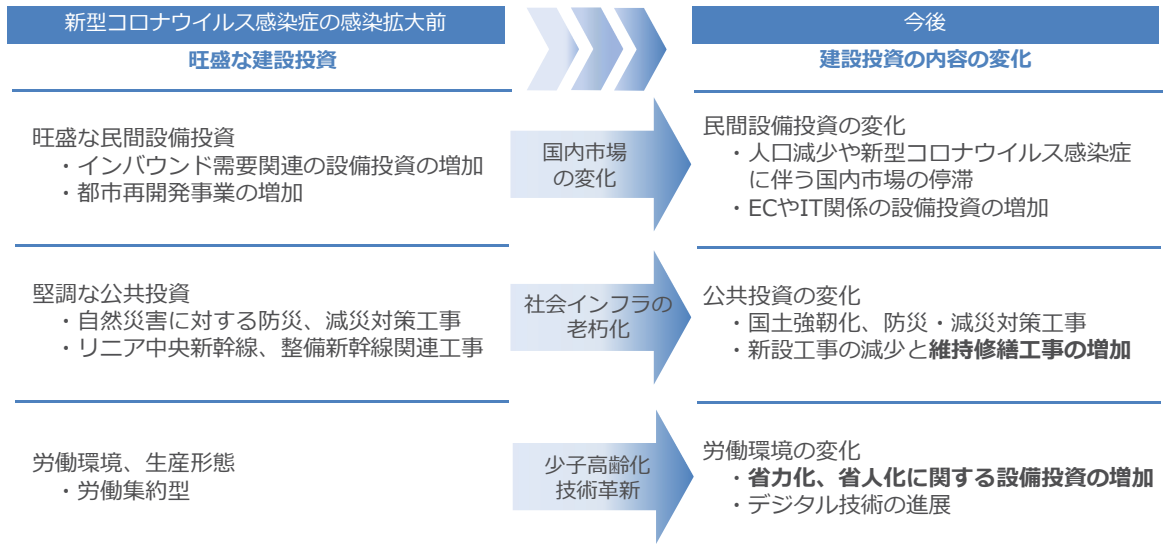 新型コロナウイルス感染症の感染拡大前
今後
旺盛な建設投資
建設投資の内容の変化
旺盛な民間設備投資
・インバウンド需要関連の設備投資の増加
・都市再開発事業の増加
国内市場
の変化
民間設備投資の変化
・人口減少や新型コロナウイルス感染症
に伴う国内市場の停滞
・ECやIT関係の設備投資の増加
堅調な公共投資
・自然災害に対する防災、減災対策工事
・リニア中央新幹線、整備新幹線関連工事
社会インフラの
老朽化
公共投資の変化
・国土強靭化、防災・減災対策工事
・新設工事の減少と維持修繕工事の増加
労働環境、生産形態
・労働集約型
少子高齢化
技術革新
労働環境の変化
・省力化、省人化に関する設備投資の増加
・デジタル技術の進展